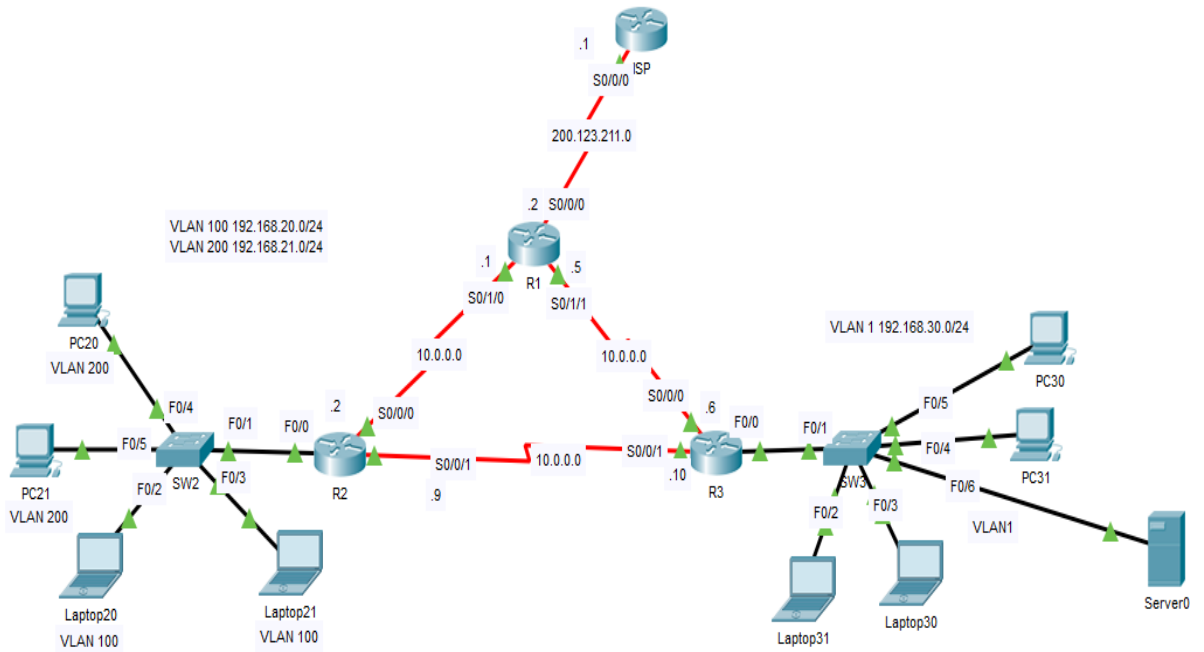 .1
ISP
S0/0/0
200.123.211.0
.2
S0/0/0
R1
.1
.5
S0/1/0
S0/1/1
VLAN 100 192.168.20.0/24
VLAN 200 192.168.21.0/24
VLAN 1 192.168.30.0/24
10.0.0.0
10.0.0.0
PC20
VLAN 200
PC30
F0/4
F0/1
F0/0
.2
S0/0/0
S0/0/0
.6
F0/0
F0/1
F0/5
F0/4
PC31
F0/5
PC21
VLAN 200
F0/2
SW2
F0/3
R2
S0/0/1
.9
10.0.0.0
S0/0/1
.10
R3
SW3
F0/6
F0/2
F0/3
VLAN1
Laptop20
VLAN 100
Laptop21
VLAN 100
Laptop31
Laptop30
Server0